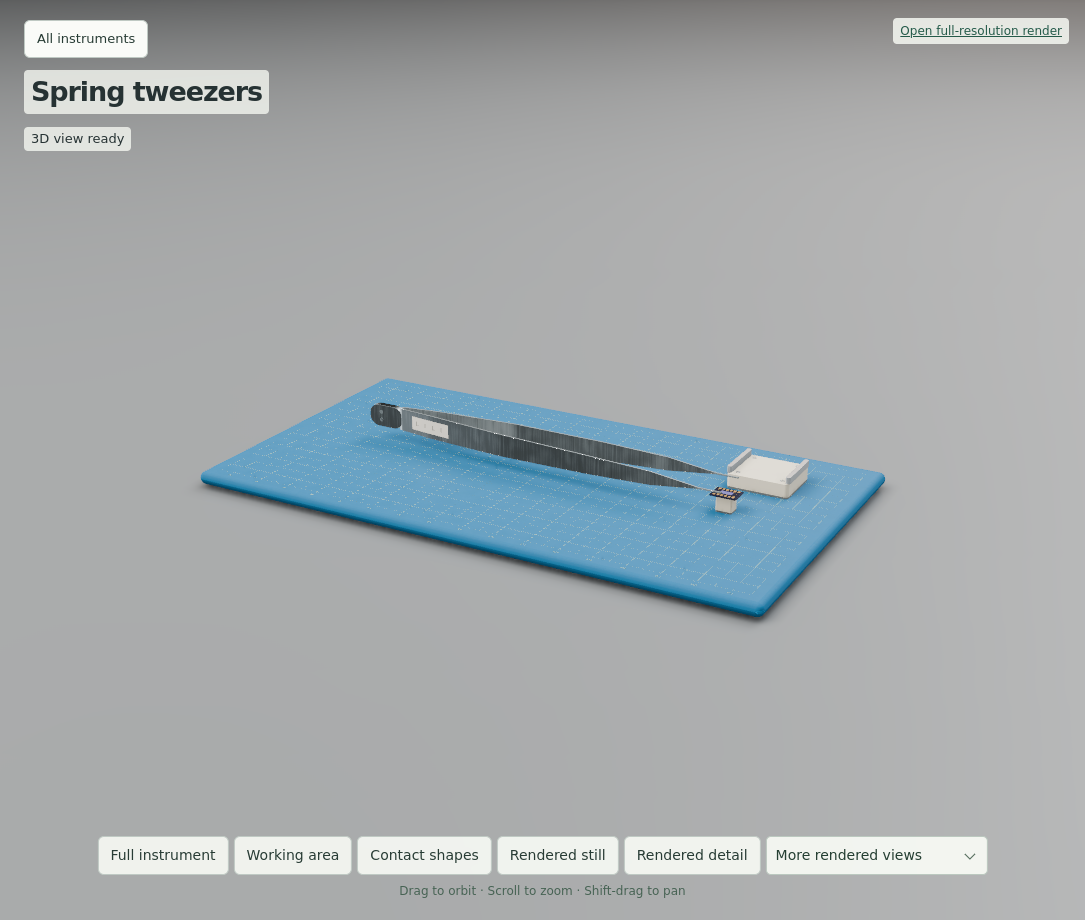 All instruments
Open full-resolution render
Spring tweezers
3D view ready
Full instrument
Working area
Contact shapes
Rendered still
Rendered detail
More rendered views
Drag to orbit · Scroll to zoom · Shift-drag to pan